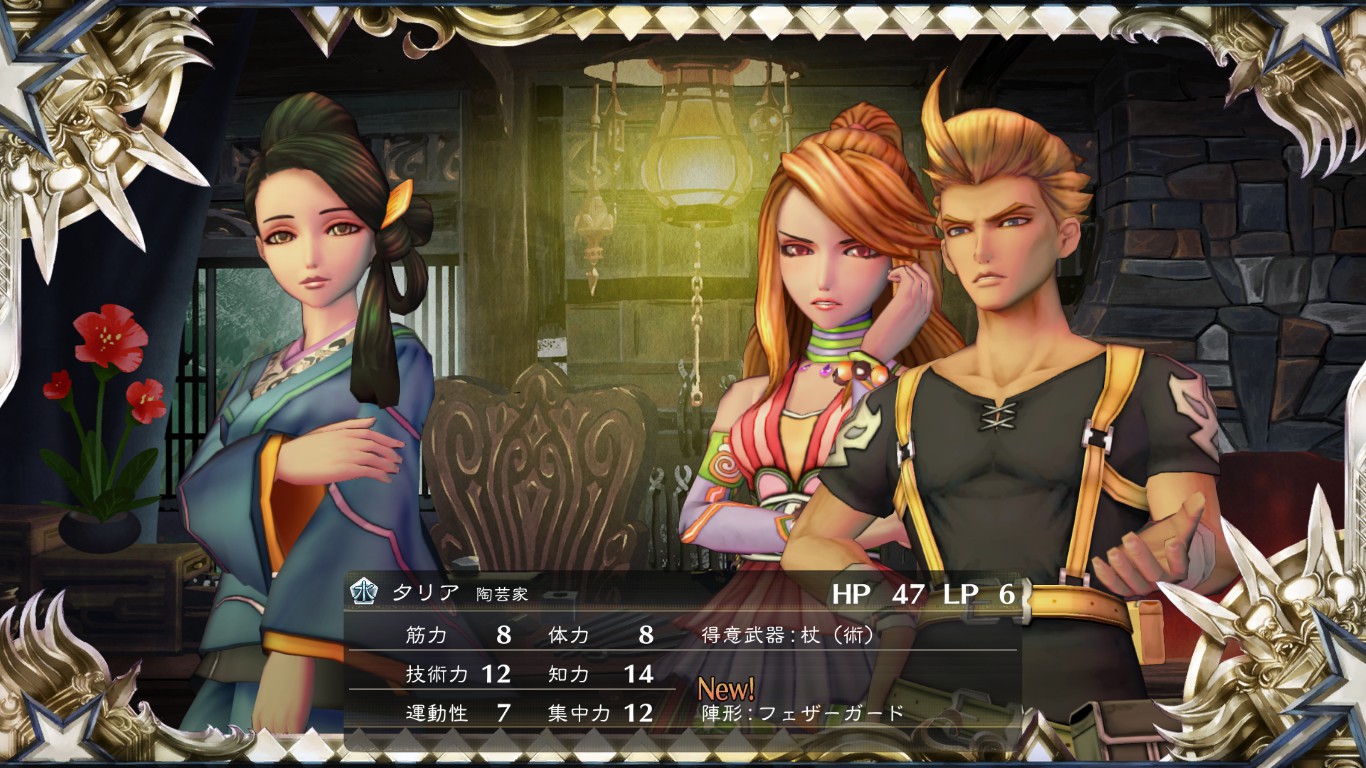 水 タリア 陶芸家 HP 47 LP 6
筋力 8 体力 8 得意武器:杖(術)
技術力 12 知力 14
New!
運動性 7 集中力 12 陣形:フェザーガード